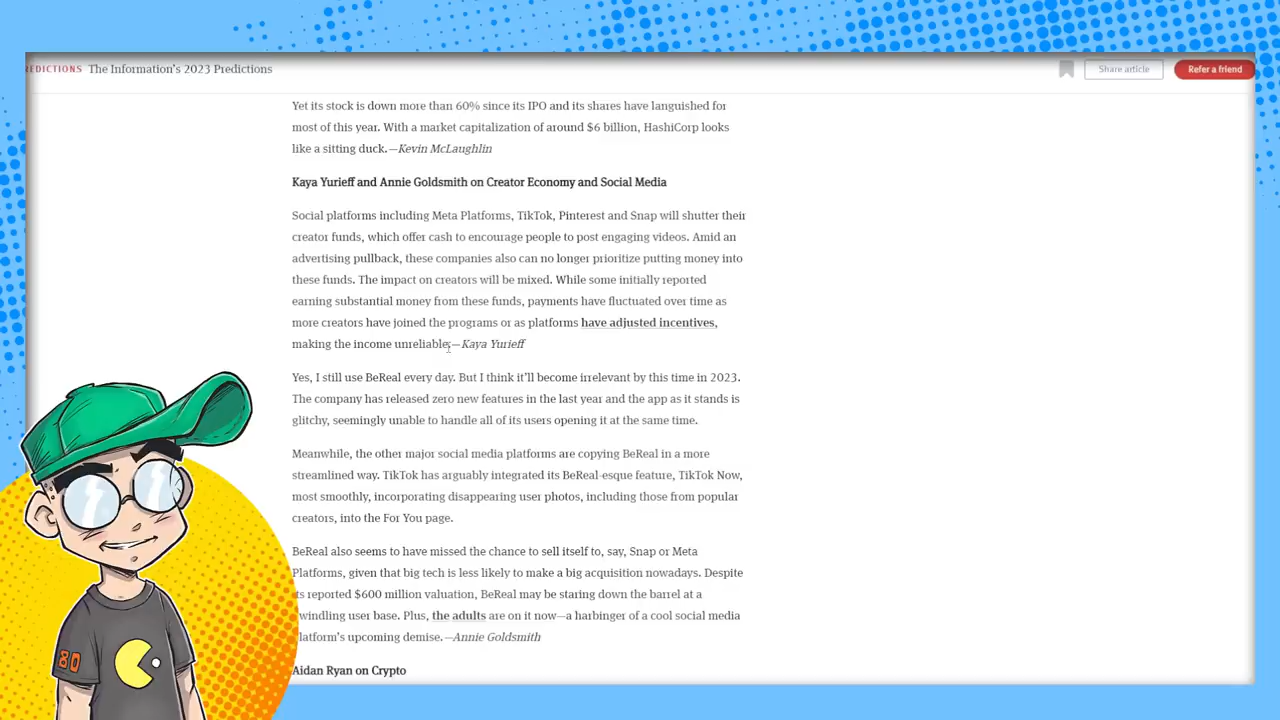 EDICTIONS The Information's 2023 Predictions
Share article
Refer a friend
Yet its stock is down more than 60% since its IPO and its shares have languished for
most of this year. With a market capitalization of around $6 billion, HashiCorp looks
like a sitting duck.—Kevin McLaughlin
Kaya Yurieff and Annie Goldsmith on Creator Economy and Social Media
Social platforms including Meta Platforms, TikTok, Pinterest and Snap will shutter their
creator funds, which offer cash to encourage people to post engaging videos. Amid an
advertising pullback, these companies also can no longer prioritize putting money into
these funds. The impact on creators will be mixed. While some initially reported
earning substantial money from these funds, payments have fluctuated over time as
more creators have joined the programs or as platforms have adjusted incentives,
making the income unreliable.—Kaya Yurieff
Yes, I still use BeReal every day. But I think it'll become irrelevant by this time in 2023.
The company has released zero new features in the last year and the app as it stands is
glitchy, seemingly unable to handle all of its users opening it at the same time.
Meanwhile, the other major social media platforms are copying BeReal in a more
streamlined way. TikTok has arguably integrated its BeReal-esque feature, TikTok Now,
most smoothly, incorporating disappearing user photos, including those from popular
creators, into the For You page.
BeReal also seems to have missed the chance to sell itself to, say, Snap or Meta
Platforms, given that big tech is less likely to make a big acquisition nowadays. Despite
its reported $600 million valuation, BeReal may be staring down the barrel at a
windling user base. Plus, the adults are on it now—a harbinger of a cool social media
latform's upcoming demise.—Annie Goldsmith
Aidan Ryan on Crypto
80